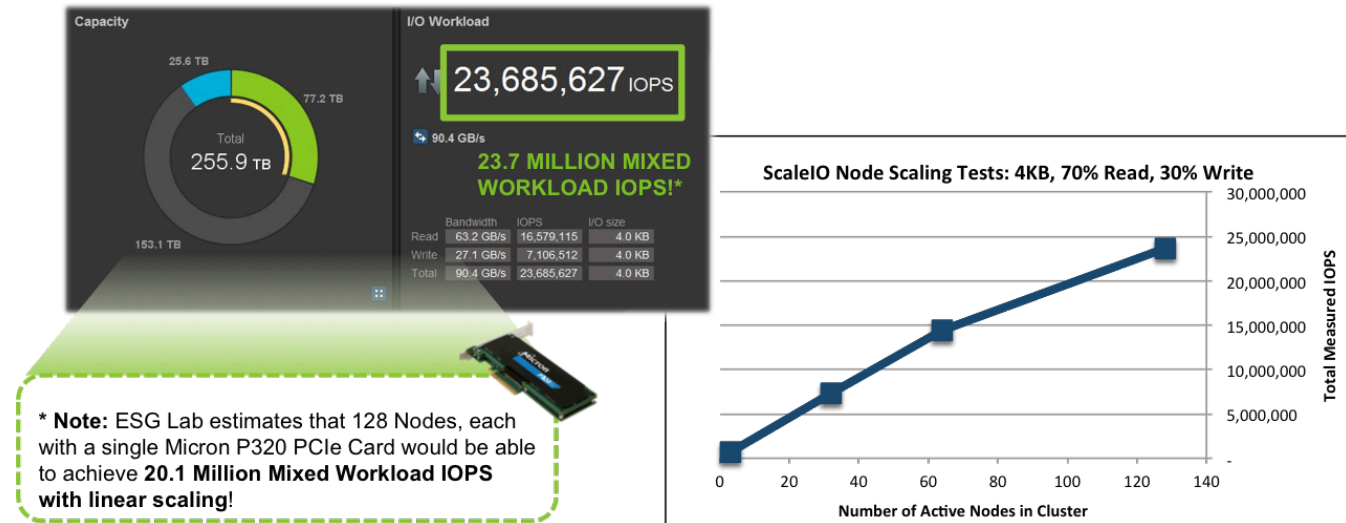 Capacity
25.6 TB
77.2 TB
Total
255.9 TB
153.1 TB
I/O Workload
23,685,627 IOPS
90.4 GB/s
23.7 MILLION MIXED
WORKLOAD IOPS!*
Bandwidth IOPS I/O size
Read 63.2 GB/s 16,579,115 4.0 KB
Write 27.1 GB/s 7,106,512 4.0 KB
Total 90.4 GB/s 23,685,627 4.0 KB
Micron
* Note: ESG Lab estimates that 128 Nodes, each
with a single Micron P320 PCIe Card would be able
to achieve 20.1 Million Mixed Workload IOPS
with linear scaling!
ScaleIO Node Scaling Tests: 4KB, 70% Read, 30% Write
30,000,000
25,000,000
20,000,000
15,000,000
10,000,000
5,000,000
-
Total Measured IOPS
0 20 40 60 80 100 120 140
Number of Active Nodes in Cluster